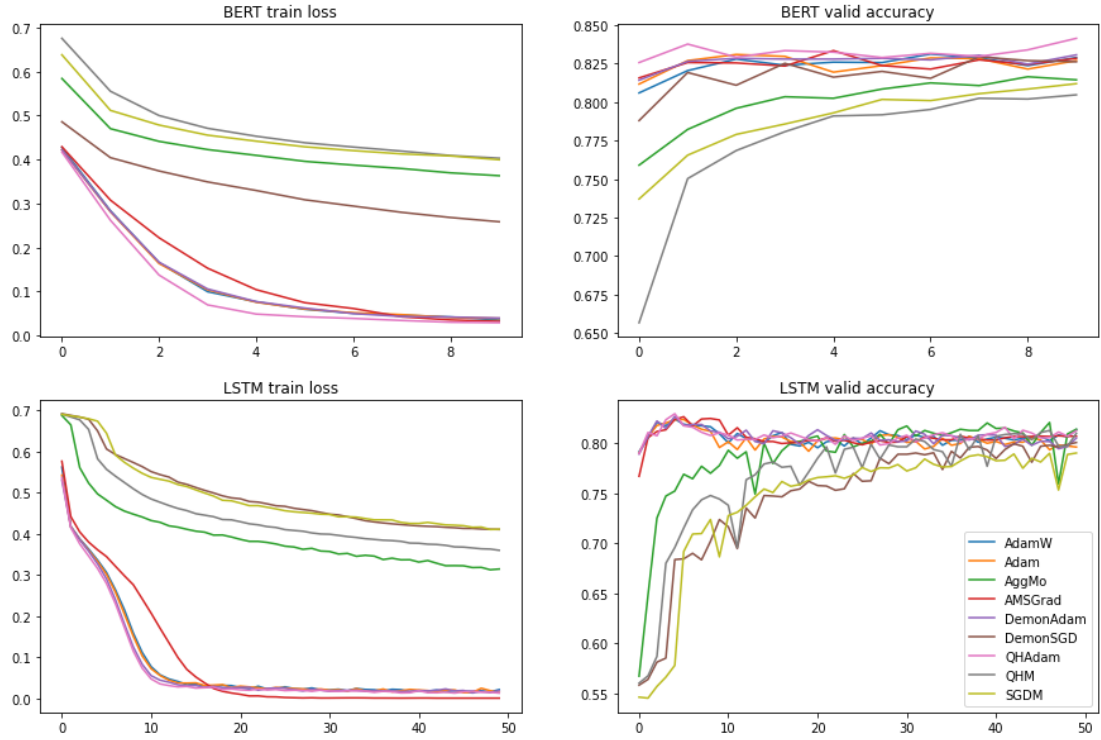 BERT train loss
0.7
0.6
0.5
0.4
0.3
0.2
0.1
0.0
0 2 4 6 8
BERT valid accuracy
0.850
0.825
0.800
0.775
0.750
0.725
0.700
0.675
0.650
0 2 4 6 8
LSTM train loss
0.7
0.6
0.5
0.4
0.3
0.2
0.1
0.0
0 10 20 30 40 50
LSTM valid accuracy
0.80
0.75
0.70
0.65
0.60
0.55
0 10 20 30 40 50
AdamW
Adam
AggMo
AMSGrad
DemonAdam
DemonSGD
QHAdam
QHM
SGDM